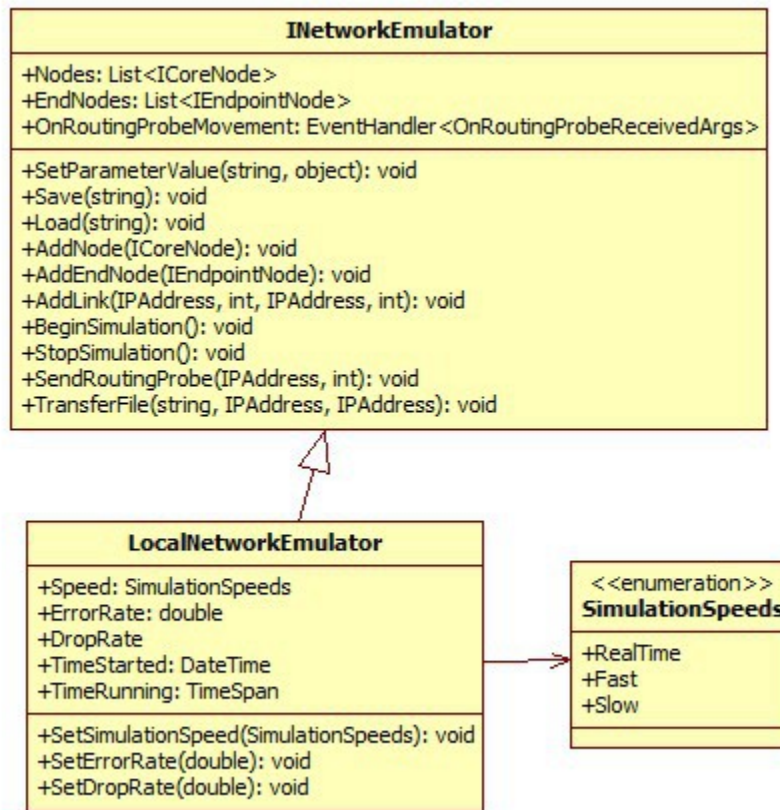 INetworkEmulator
+Nodes: List<ICoreNode>
+EndNodes: List<IEndpointNode>
+OnRoutingProbeMovement: EventHandler<OnRoutingProbeReceivedArgs>
+SetParameterValue(string, object): void
+Save(string): void
+Load(string): void
+AddNode(ICoreNode): void
+AddEndNode(IEndpointNode): void
+AddLink(IPAddress, int, IPAddress, int): void
+BeginSimulation(): void
+StopSimulation(): void
+SendRoutingProbe(IPAddress, int): void
+TransferFile(string, IPAddress, IPAddress): void
LocalNetworkEmulator
+Speed: SimulationSpeeds
+ErrorRate: double
+DropRate
+TimeStarted: DateTime
+TimeRunning: TimeSpan
+SetSimulationSpeed(SimulationSpeeds): void
+SetErrorRate(double): void
+SetDropRate(double): void
<<enumeration>>
SimulationSpeeds
+RealTime
+Fast
+Slow